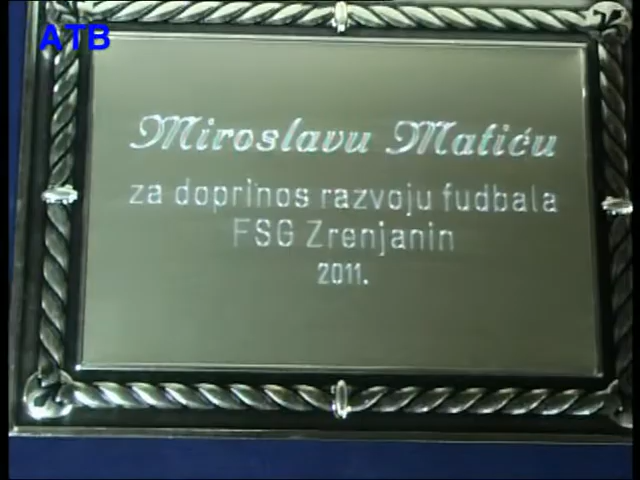 ATB
Miroslavu Matiću
za doprinos razvoju fudbala
FSG Zrenjanin
2011.